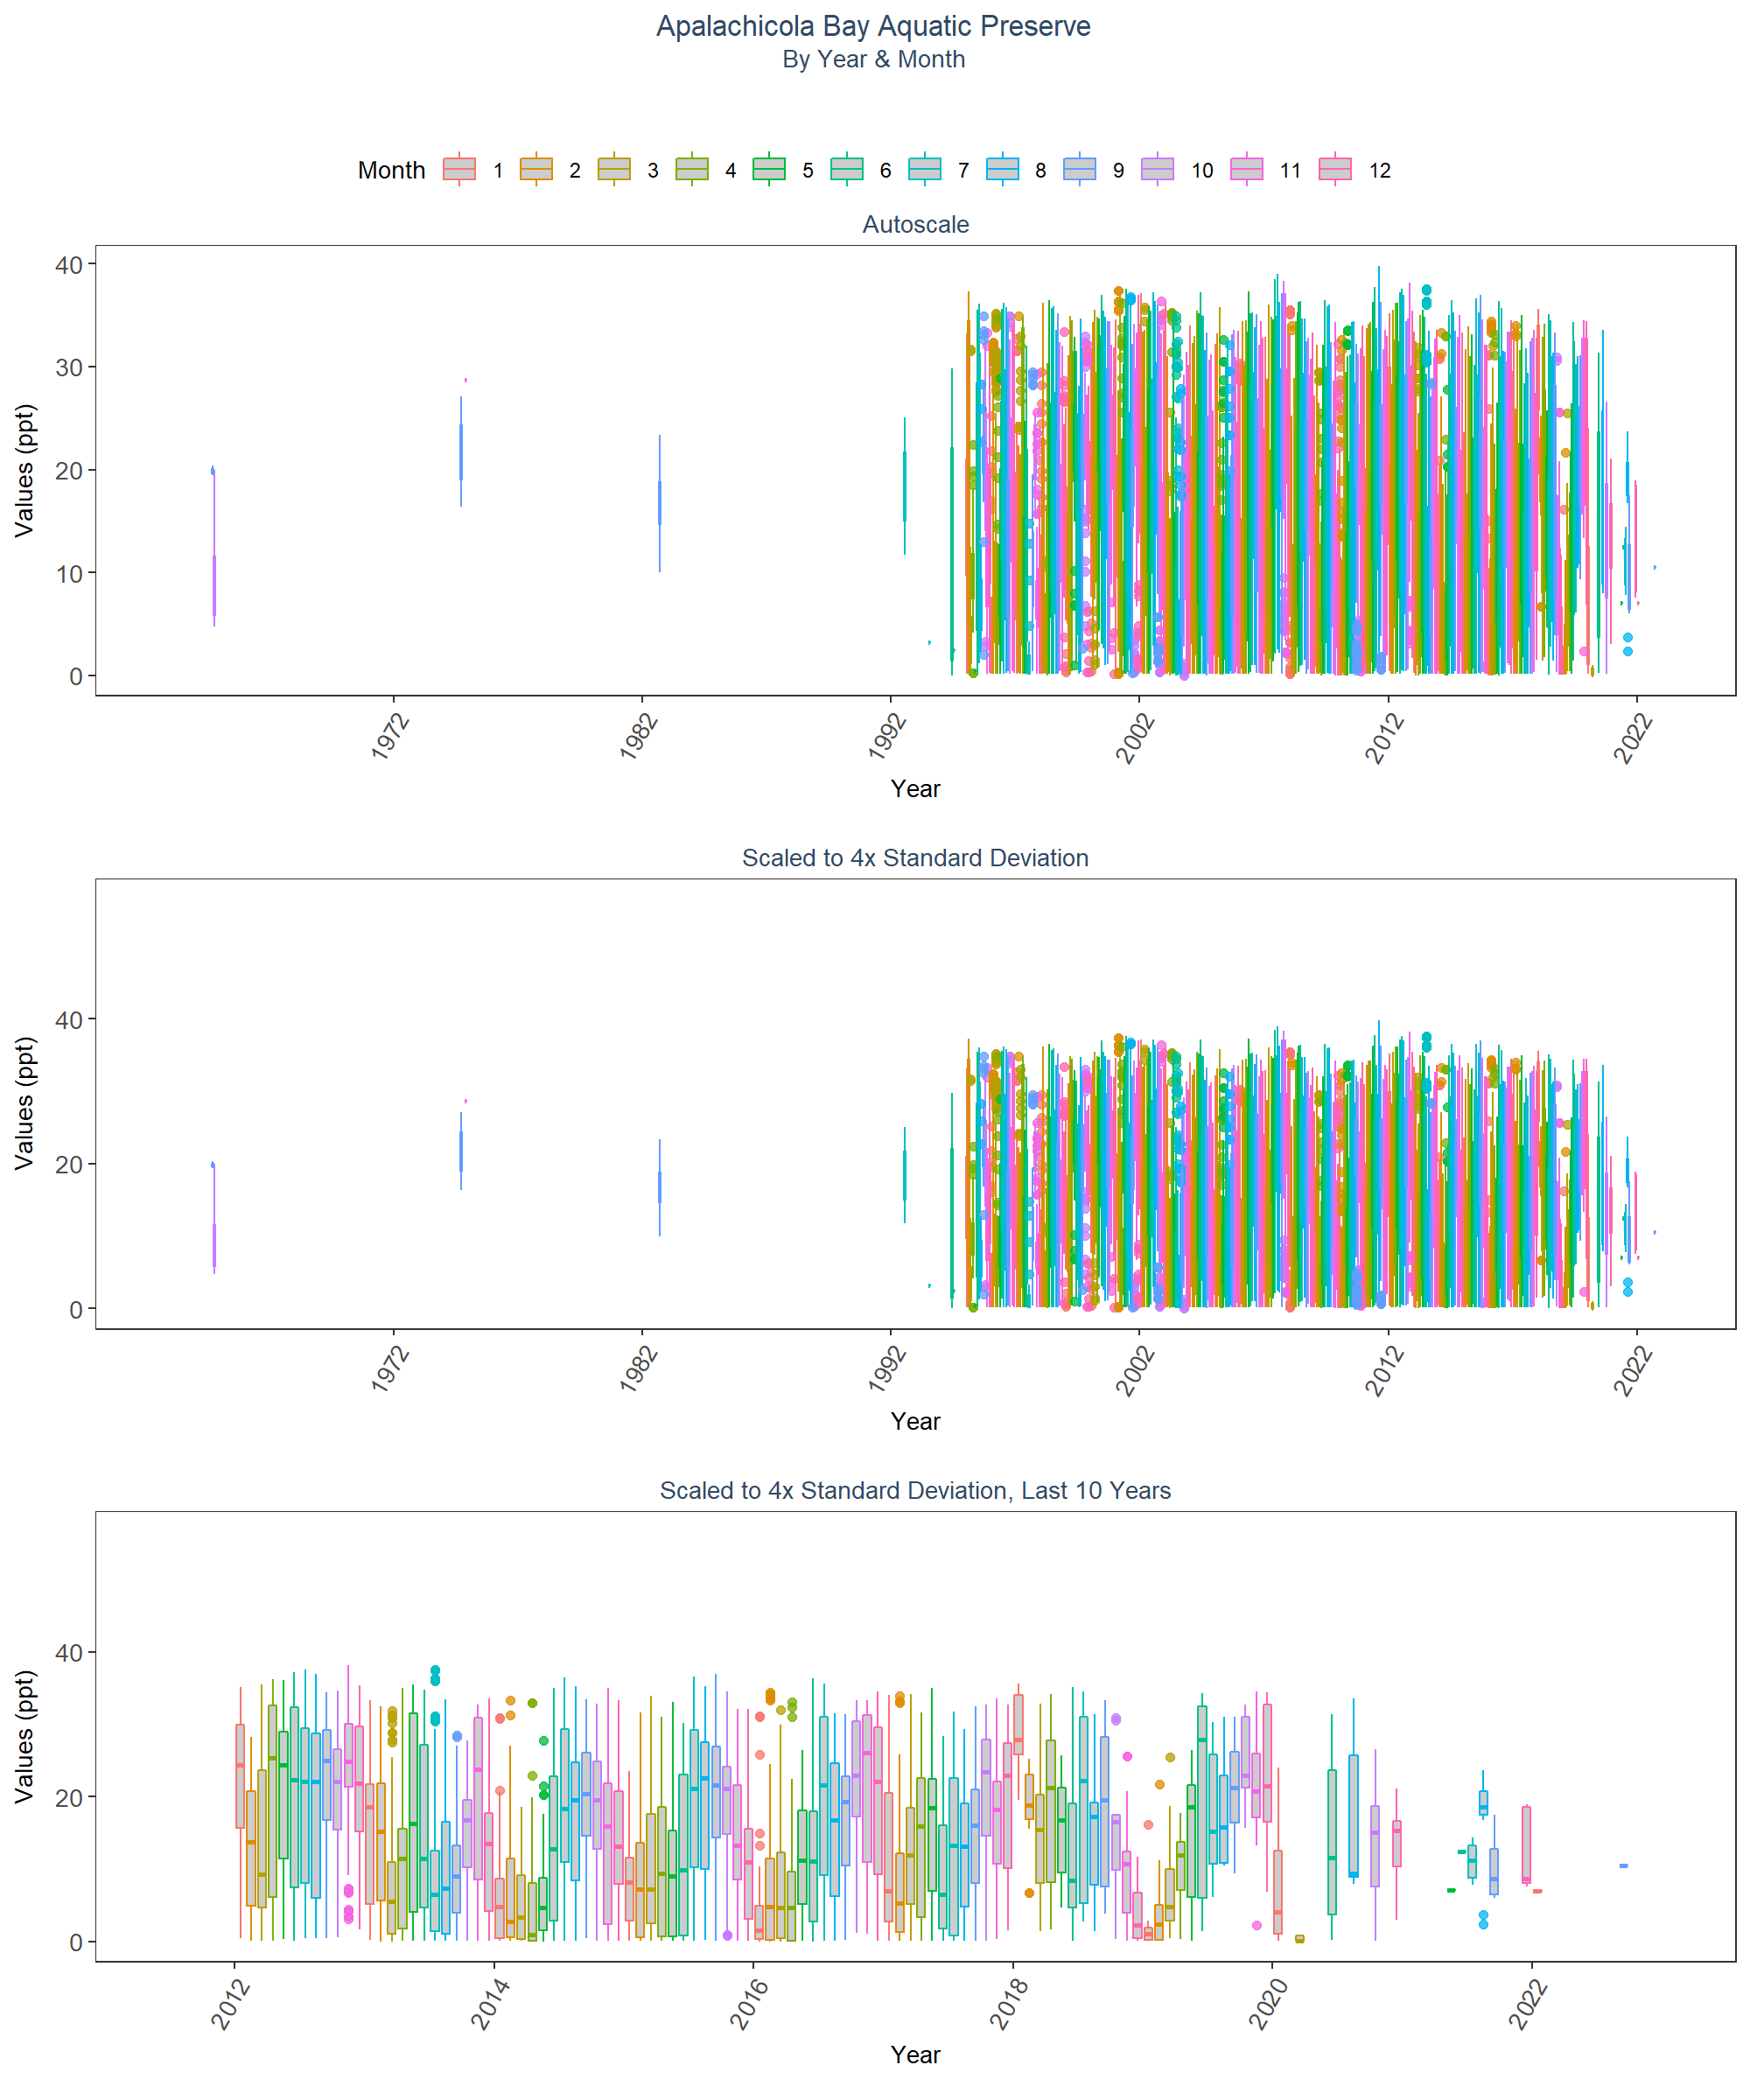 Apalachicola Bay Aquatic Preserve
By Year & Month
Month 1 2 3 4 5 6 7 8 9 10 11 12
Autoscale
Values (ppt)
40
30
20
10
0
1972 1982 1992 2002 2012 2022
Year
Scaled to 4x Standard Deviation
Values (ppt)
40
20
0
1972 1982 1992 2002 2012 2022
Year
Scaled to 4x Standard Deviation, Last 10 Years
Values (ppt)
40
20
0
2012 2014 2016 2018 2020 2022
Year